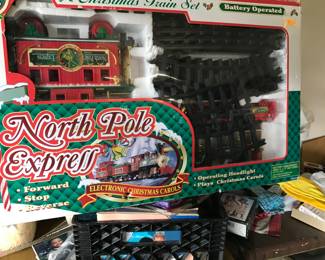 Christmas Train Set
Battery Operated
North Pole
Express
• Forward
• Stop
Reverse
ELECTRONIC CHRISTMAS CAROLS
• Operating Headlight
• Plays Christmas Carols